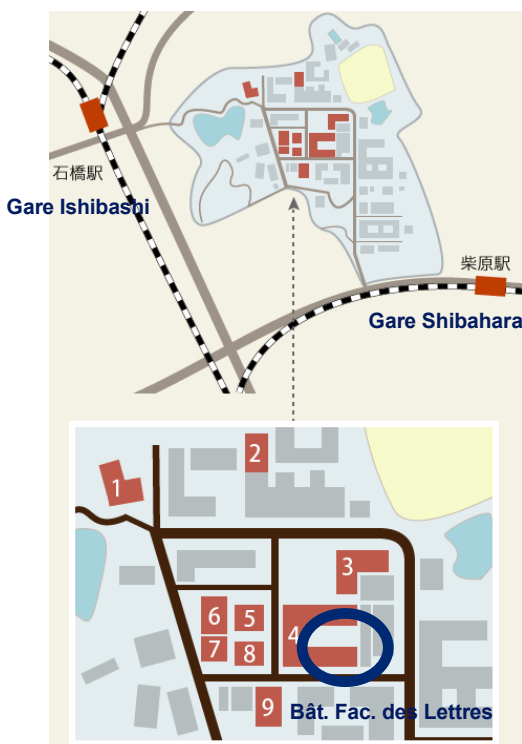 石橋駅
Gare Ishibashi
柴原駅
Gare Shibahara
1
2
3
4
5
6
7
8
9
Bât. Fac. des Lettres